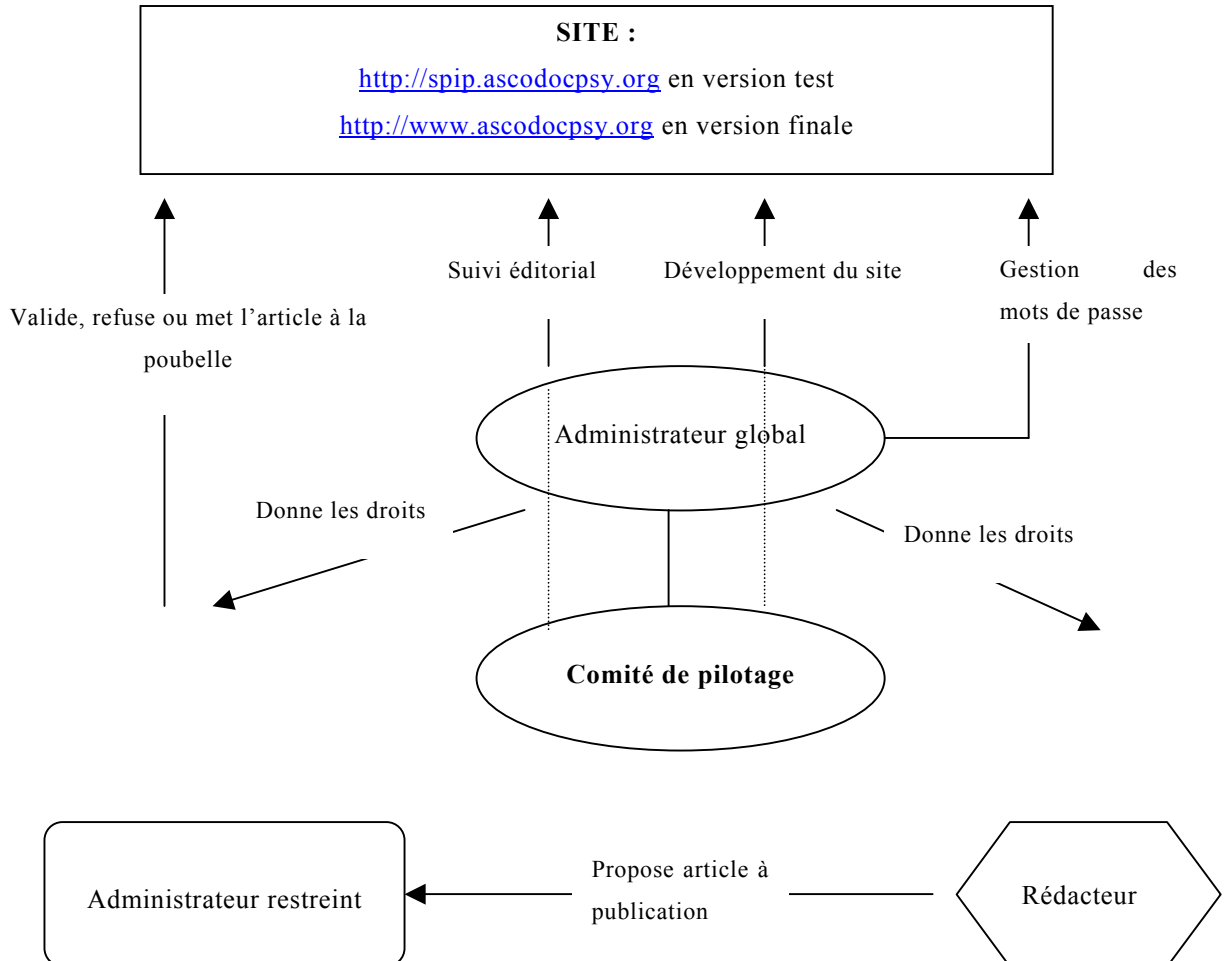 SITE :
http://spip.ascodocpsy.org en version test
http://www.ascodocpsy.org en version finale
Suivi éditorial
Développement du site
Gestion des
mots de passe
Valide, refuse ou met l’article à la
poubelle
Administrateur global
Donne les droits
Donne les droits
Comité de pilotage
Propose article à
publication
Administrateur restreint
Rédacteur